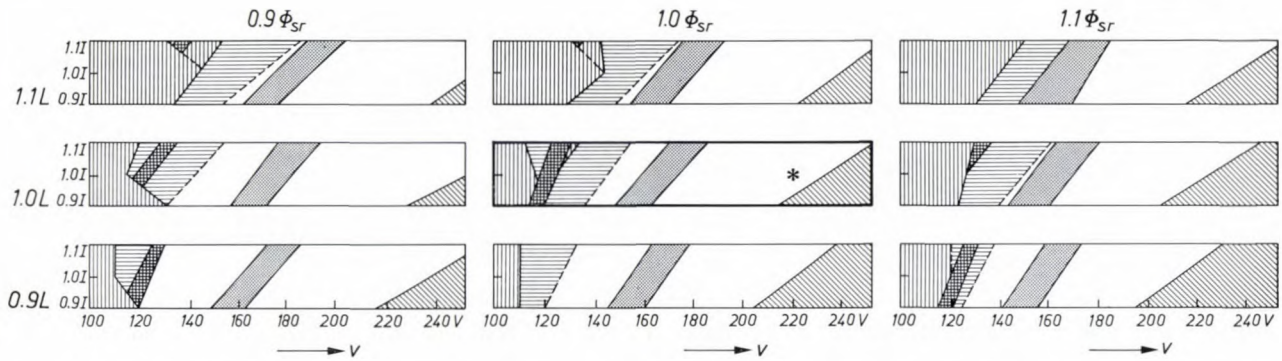 0.9 Φsr 1.0 Φsr 1.1 Φsr
1.1I
1.0I
1.1L 0.9I
1.1I
1.0I
*
1.0L 0.9I
1.1I
1.0I
0.9L 0.9I
100 120 140 160 180 200 220 240 V 100 120 140 160 180 200 220 240 V 100 120 140 160 180 200 220 240 V
→ V → V → V